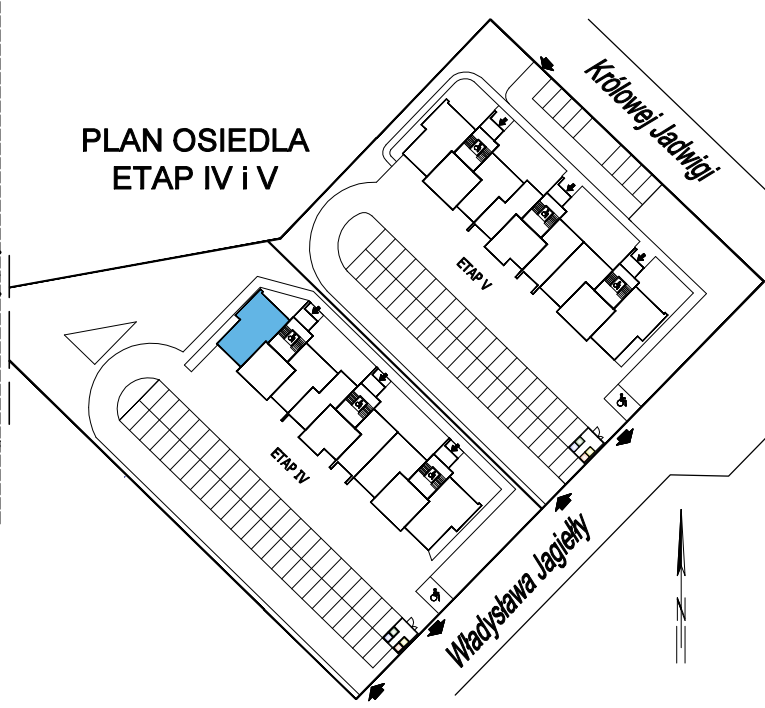 PLAN OSIEDLA
ETAP IV i V
Królowej Jadwigi
ETAP V
ETAP IV
Władysława Jagiełły
N